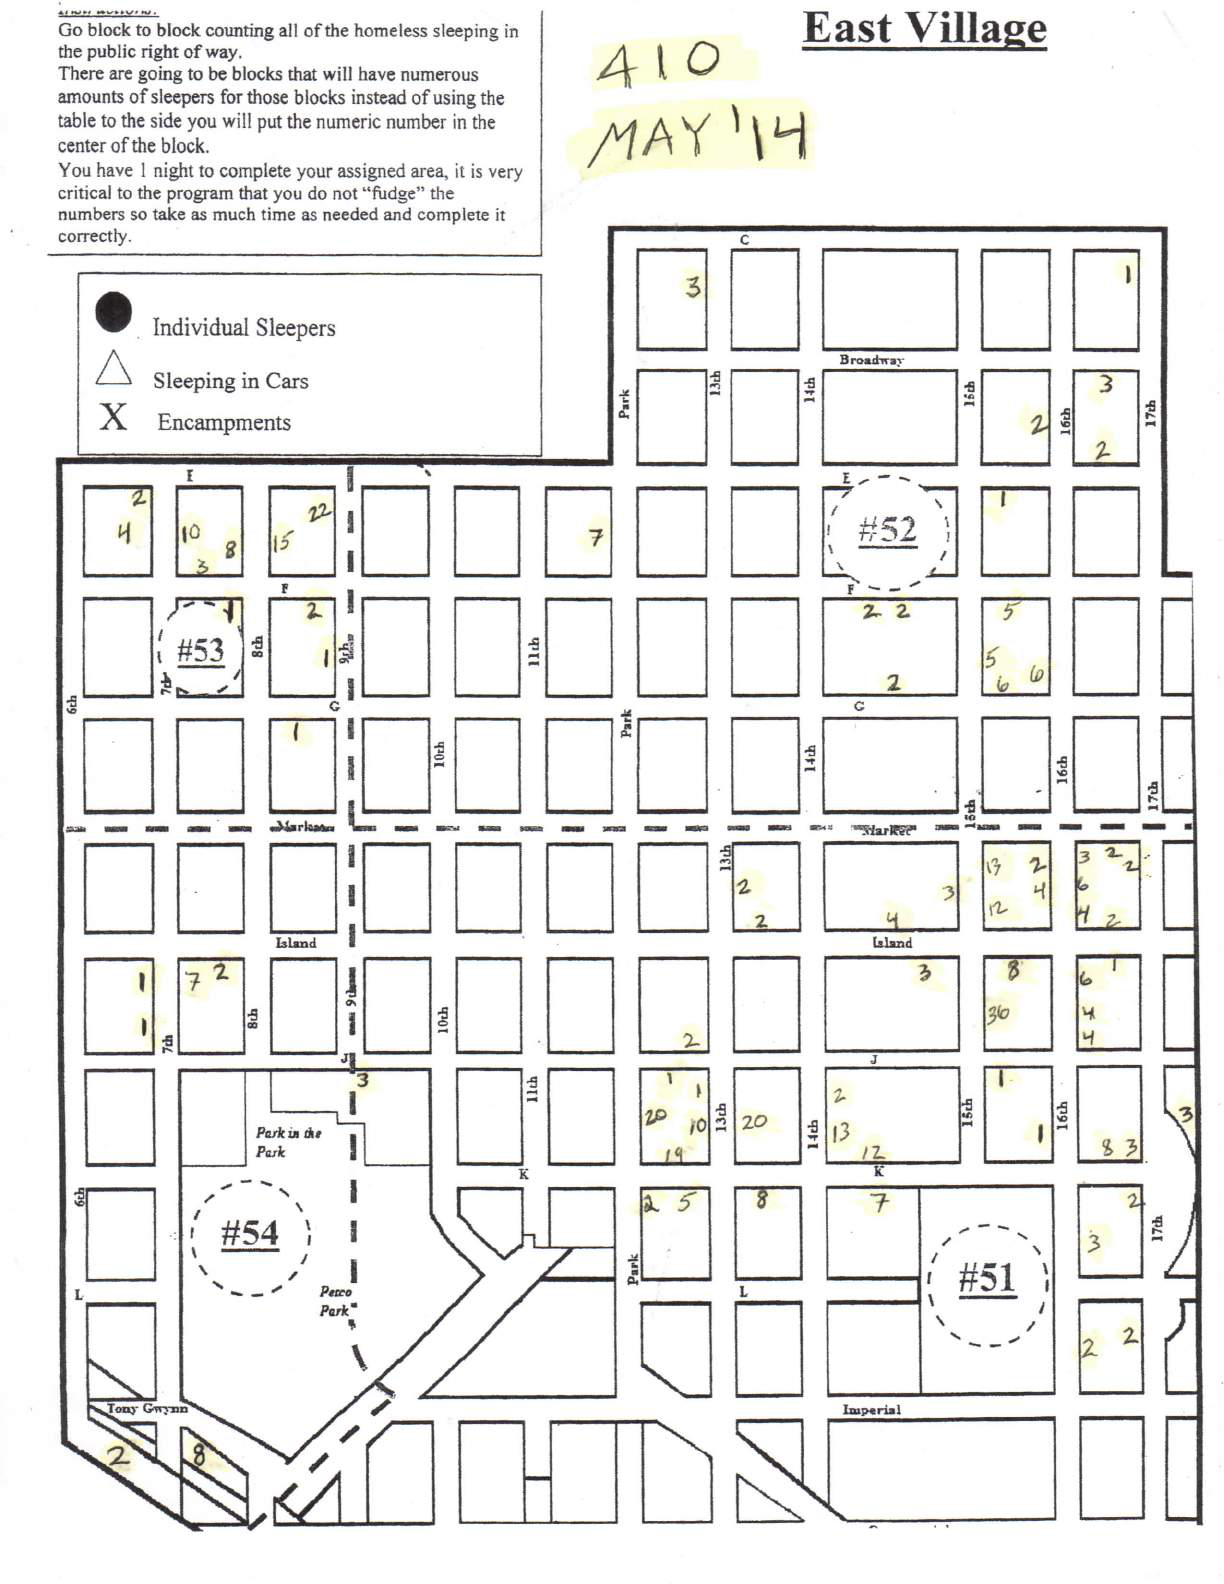 East Village
410
MAY '14
Go block to block counting all of the homeless sleeping in
the public right of way.
There are going to be blocks that will have numerous
amounts of sleepers for those blocks instead of using the
table to the side you will put the numeric number in the
center of the block.
You have 1 night to complete your assigned area, it is very
critical to the program that you do not “fudge” the
numbers so take as much time as needed and complete it
correctly.
Individual Sleepers
Sleeping in Cars
X Encampments
C
3 1
Broadway
Park 13th 14th 15th 16th 17th
3
2
2
E E
2 22 1
4 10 15 7 #52
8
3
F F
1 2 2 2 5
#53 8th 9th 11th
1 5 6
7th 2 6
6th G G
1 Park
10th 14th 16th
17th
15th
Market Market
13th
13 2 3 2 2
2 3 4 6
12 4 2
2 4
Island Island
1 7 2 3 8 6 1
9th
1 8th 10th 36 4
7th 2 4
J J
3 1 1 2 1
11th 20 10 13th 20 13 15th 16th 3
Park in the
Park
14th 1
19 12 8 3
K K
6th 2 5 8 7 2
#54 3 17th
Park #51
L Petco
Park
L
2 2
Tony Gwynn Imperial
2 8